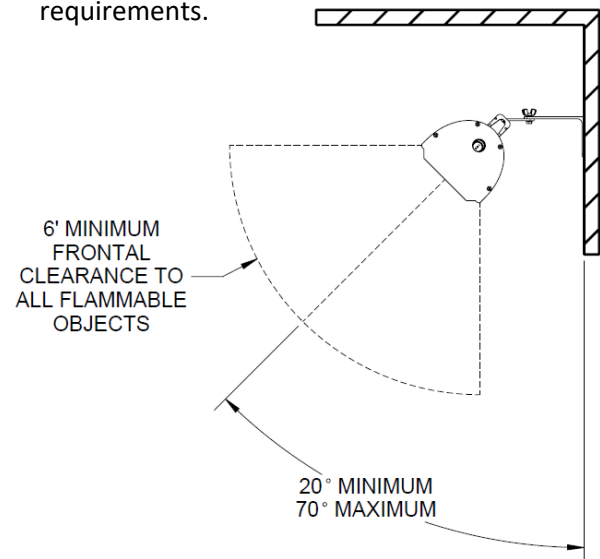 requirements.
6' MINIMUM
FRONTAL
CLEARANCE TO
ALL FLAMMABLE
OBJECTS
20° MINIMUM
70° MAXIMUM